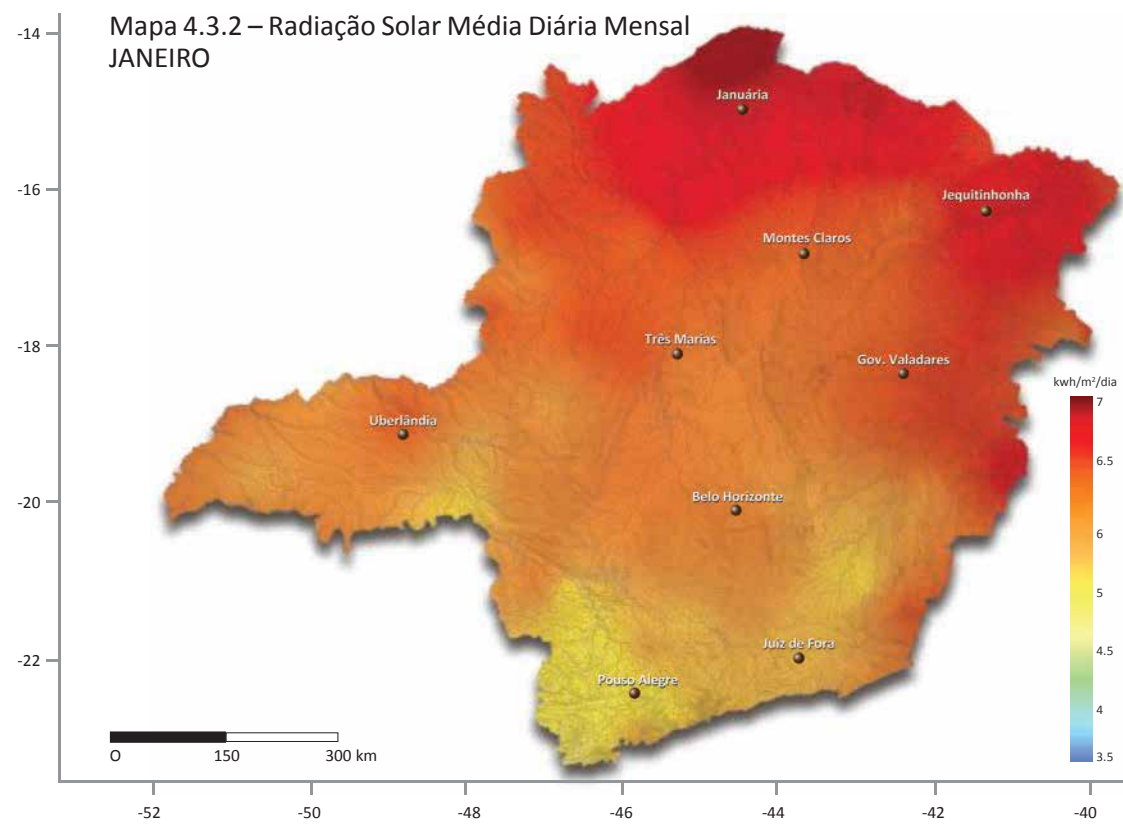 Mapa 4.3.2 – Radiação Solar Média Diária Mensal
JANEIRO
-14
-16
-18
-20
-22
Januária
Jequitinhonha
Montes Claros
Três Marias
Gov. Valadares
Uberlândia
Belo Horizonte
Juiz de Fora
Pouso Alegre
kwh/m²/dia
7
6.5
6
5
4.5
4
3.5
O 150 300 km
-52 -50 -48 -46 -44 -42 -40